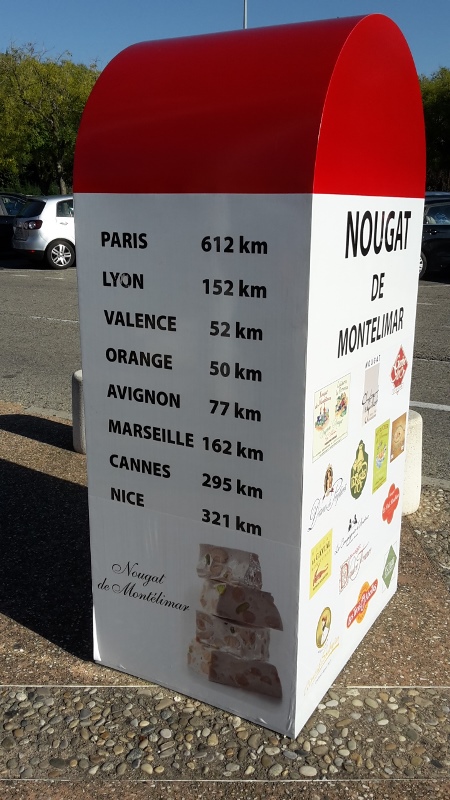 PARIS 612 km
LYON 152 km
VALENCE 52 km
ORANGE 50 km
AVIGNON 77 km
MARSEILLE 162 km
CANNES 295 km
NICE 321 km
Nougat
de Montélimar
NOUGAT
DE
MONTELIMAR
NOUGAT